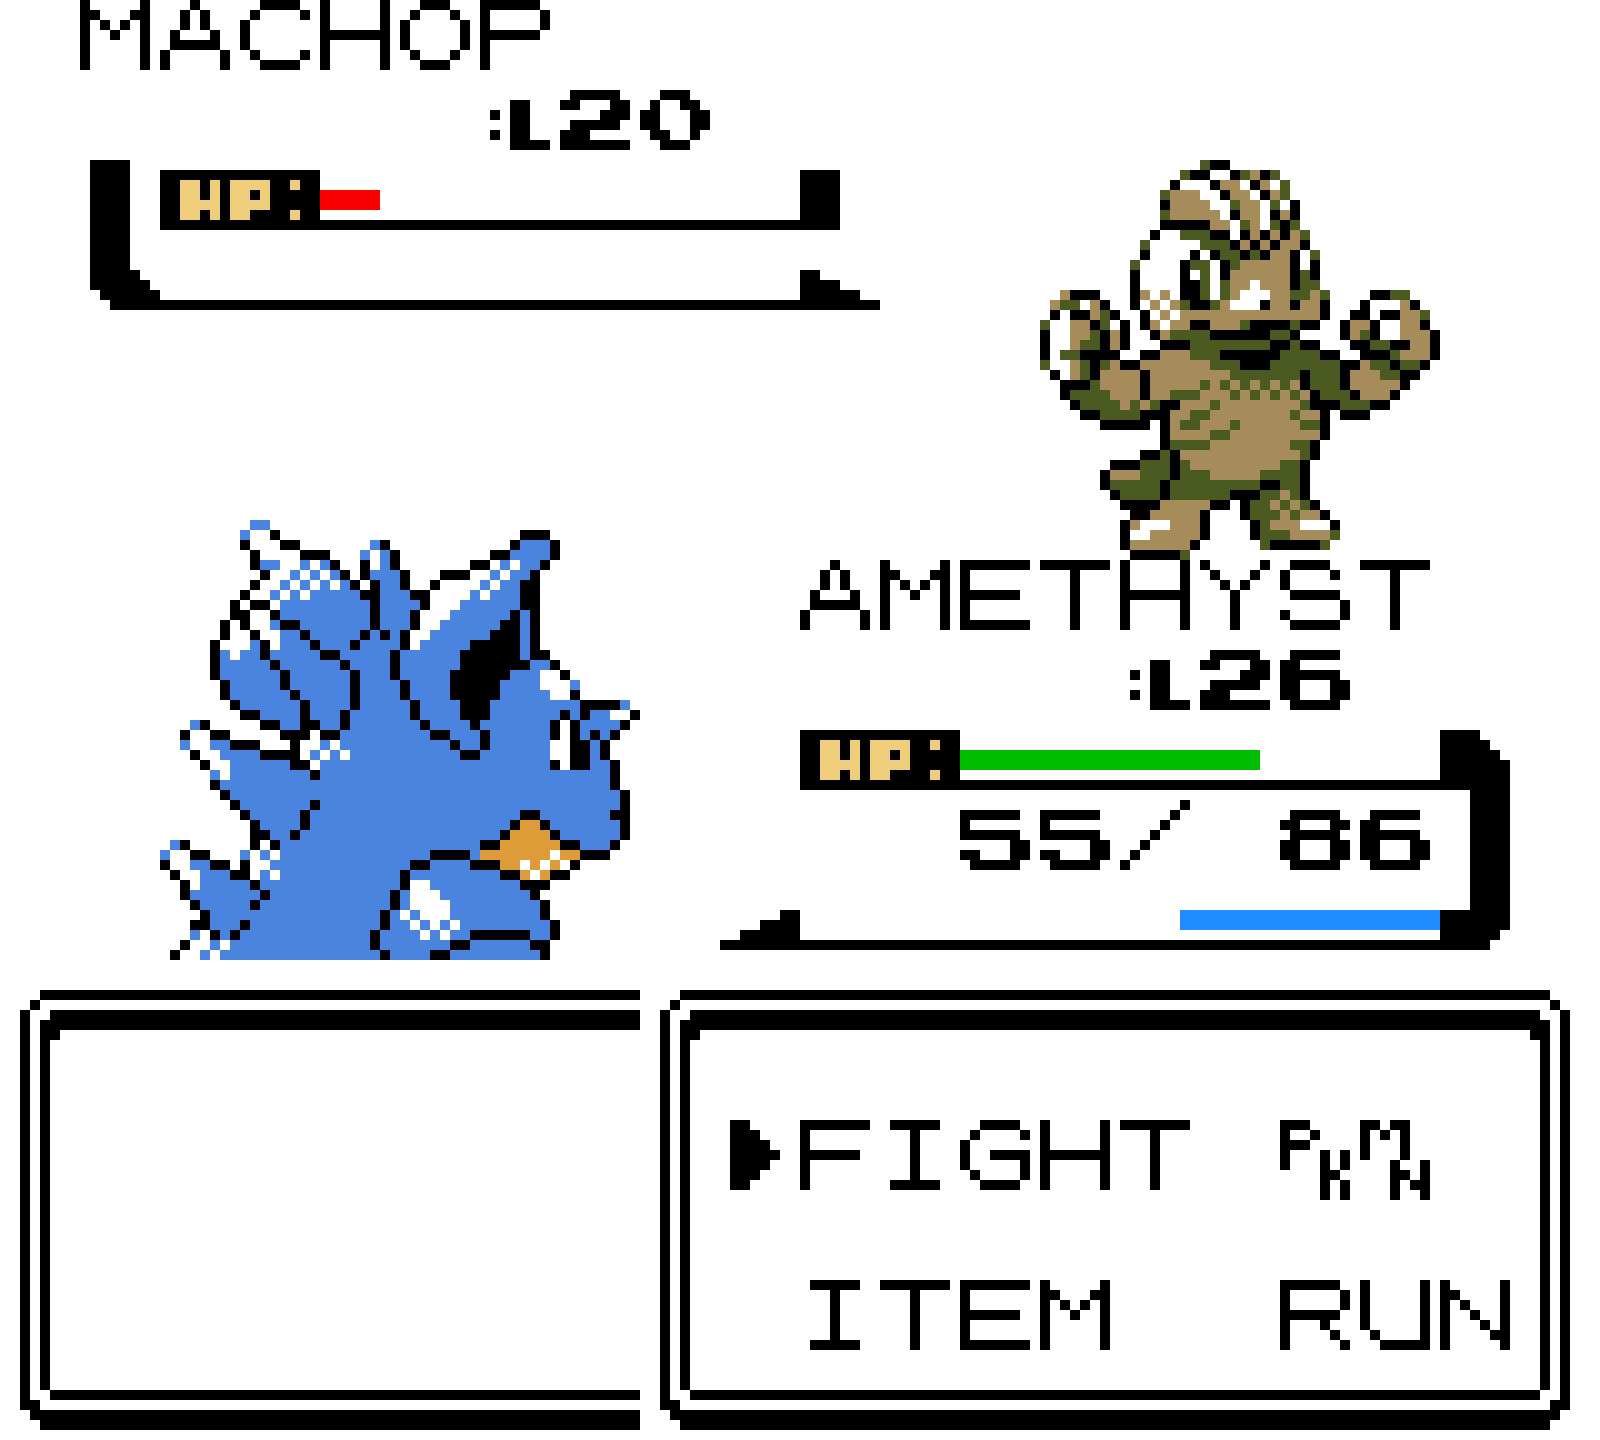 MACHOP
:L20
HP:
AMETHYST
:L26
HP:
55/ 86
▶FIGHT PKMN
ITEM RUN